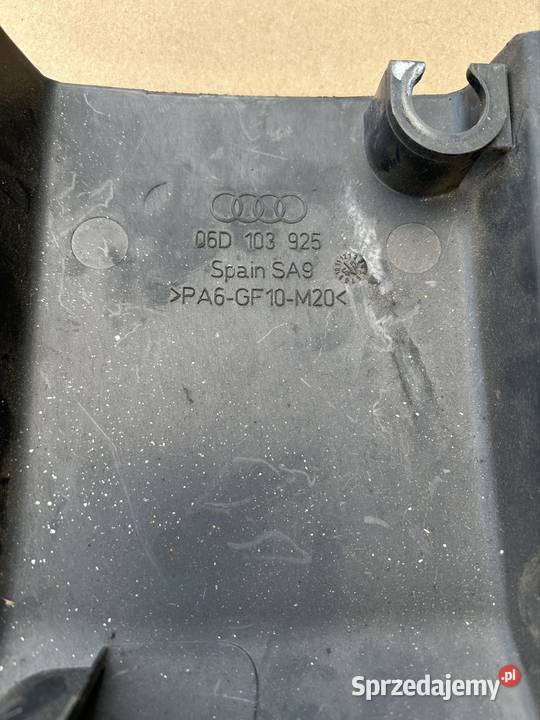 06D 103 925
Spain SA9
>PA6-GF10-M20<
Sprzedajemy.pl